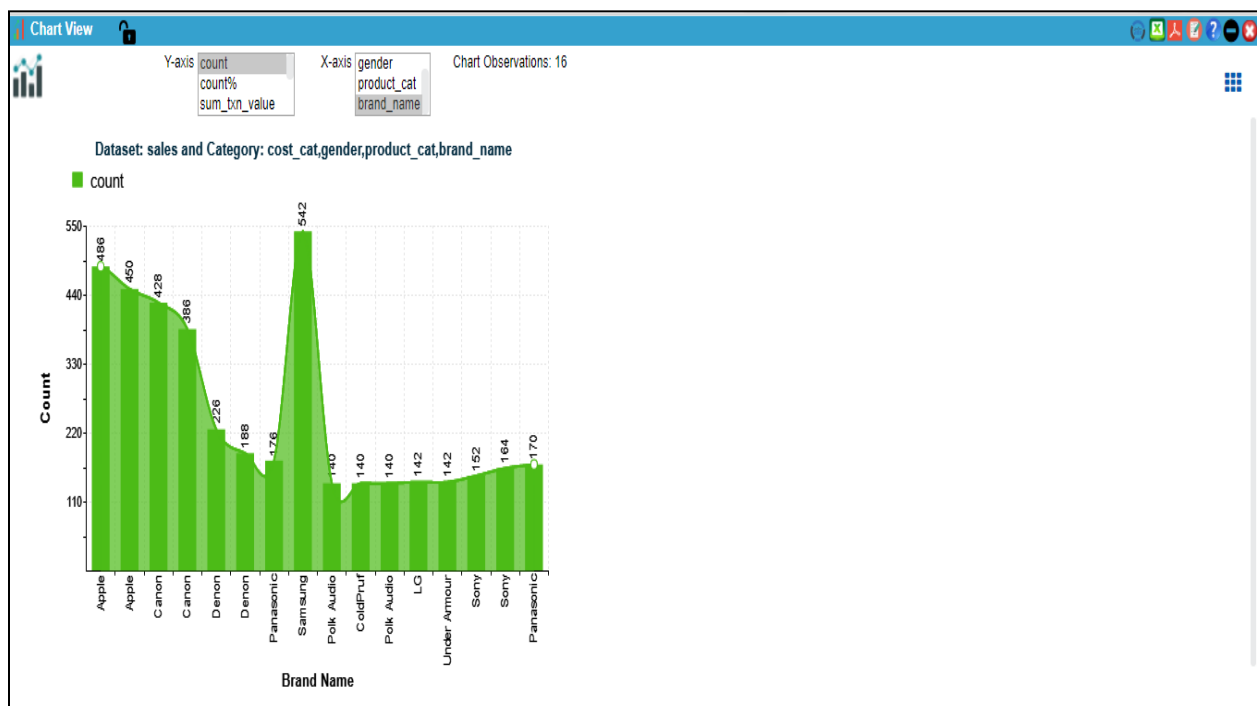 Chart View
Y-axis count count% sum_txn_value
X-axis gender product_cat brand_name
Chart Observations: 16
Dataset: sales and Category: cost_cat,gender,product_cat,brand_name
count
550
440
330
220
110
Count
486
450
428
386
226
188
176
542
140
140
140
142
142
152
164
170
Apple
Apple
Canon
Canon
Denon
Denon
Panasonic
Samsung
Polk Audio
ColdPruf
Polk Audio
LG
Under Armour
Sony
Sony
Panasonic
Brand Name